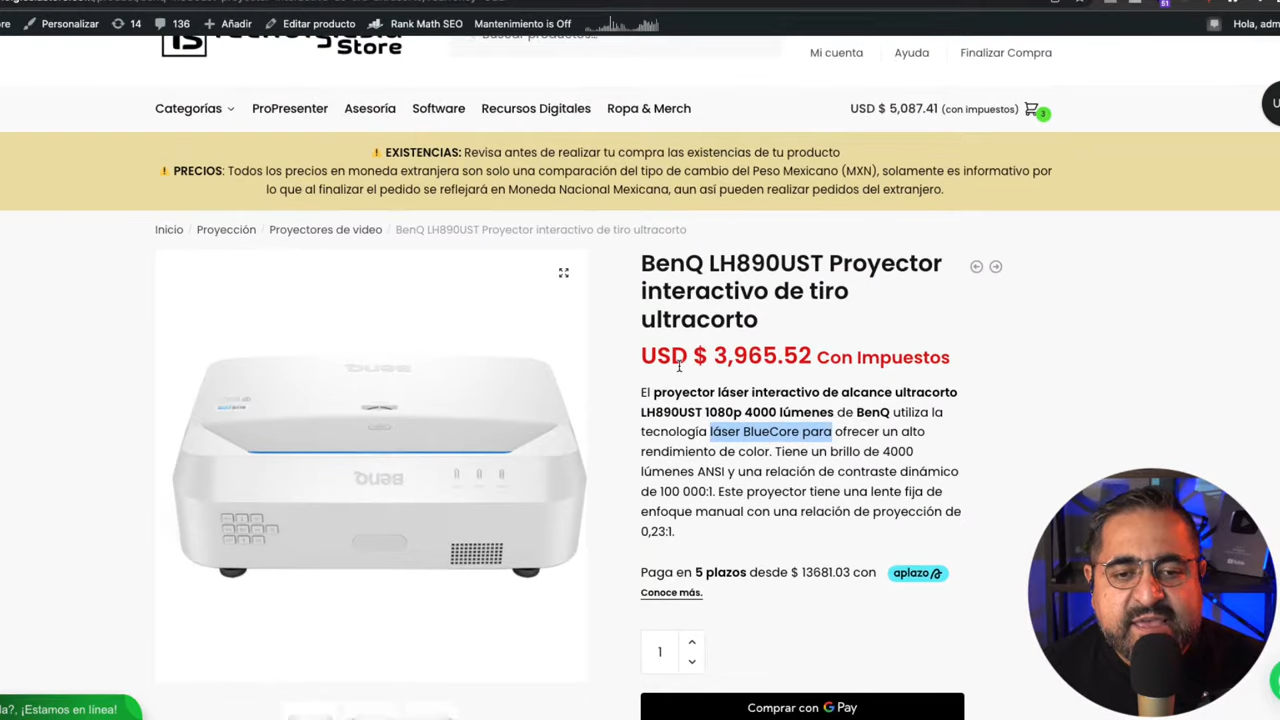 Personalizar 14 136 Añadir Editar producto Rank Math SEO Mantenimiento is Off Hola, adm
Store
Mi cuenta Ayuda Finalizar Compra
Categorías ProPresenter Asesoría Software Recursos Digitales Ropa & Merch USD $ 5,087.41 (con impuestos) 3
⚠️ EXISTENCIAS: Revisa antes de realizar tu compra las existencias de tu producto
⚠️ PRECIOS: Todos los precios en moneda extranjera son solo una comparación del tipo de cambio del Peso Mexicano (MXN), solamente es informativo por
lo que al finalizar el pedido se reflejará en Moneda Nacional Mexicana, aun así pueden realizar pedidos del extranjero.
Inicio / Proyección / Proyectores de video / BenQ LH890UST Proyector interactivo de tiro ultracorto
BenQ LH890UST Proyector
interactivo de tiro
ultracorto
USD $ 3,965.52 Con Impuestos
El proyector láser interactivo de alcance ultracorto
LH890UST 1080p 4000 lúmenes de BenQ utiliza la
tecnología láser BlueCore para ofrecer un alto
rendimiento de color. Tiene un brillo de 4000
lúmenes ANSI y una relación de contraste dinámico
de 100 000:1. Este proyector tiene una lente fija de
enfoque manual con una relación de proyección de
0,23:1.
Paga en 5 plazos desde $ 13681.03 con aplazo
Conoce más.
1
Comprar con G Pay
BenQ
a?, ¡Estamos en línea!